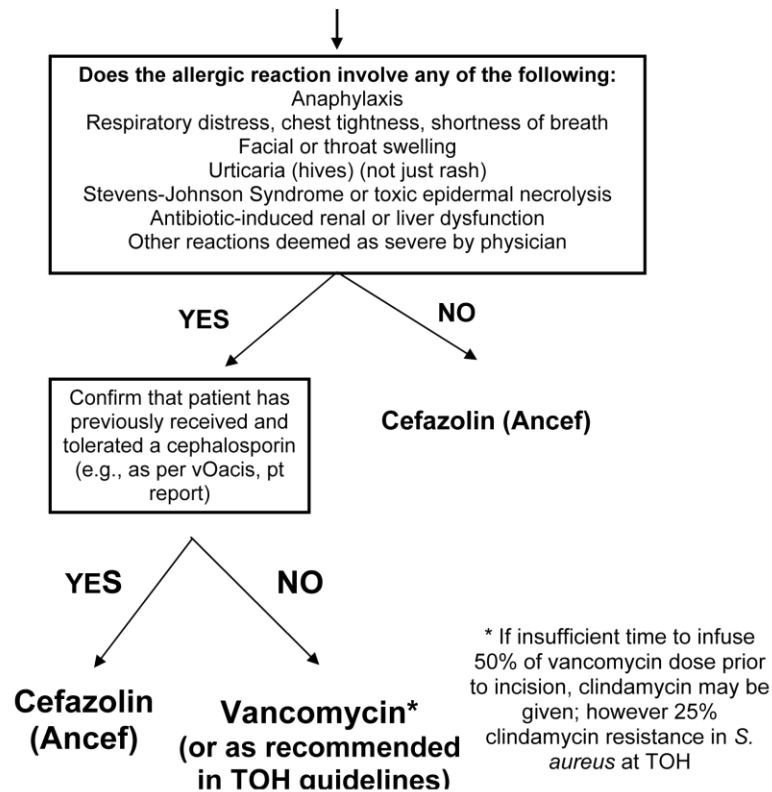 Does the allergic reaction involve any of the following:
Anaphylaxis
Respiratory distress, chest tightness, shortness of breath
Facial or throat swelling
Urticaria (hives) (not just rash)
Stevens-Johnson Syndrome or toxic epidermal necrolysis
Antibiotic-induced renal or liver dysfunction
Other reactions deemed as severe by physician
YES
NO
Confirm that patient has
previously received and
tolerated a cephalosporin
(e.g., as per vOacis, pt
report)
Cefazolin (Ancef)
YES
NO
Cefazolin
(Ancef)
Vancomycin*
(or as recommended
in TOH guidelines)
* If insufficient time to infuse
50% of vancomycin dose prior
to incision, clindamycin may be
given; however 25%
clindamycin resistance in S.
aureus at TOH